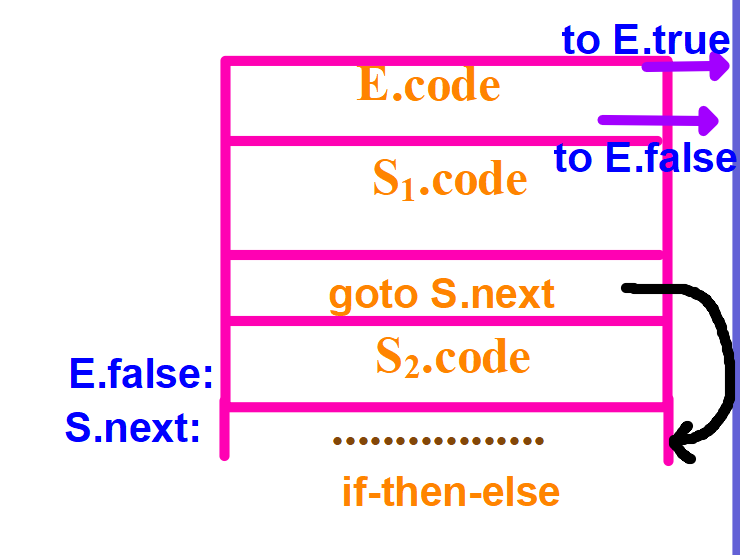 to E.true
E.code
to E.false
S₁.code
goto S.next
S₂.code
E.false:
S.next:
.................
if-then-else